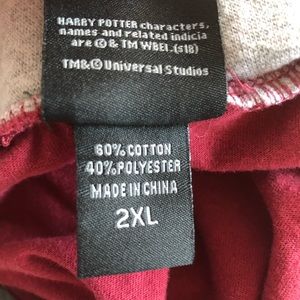 HARRY POTTER characters,
names and related indicia
are © & TM WBEI.(s18)
TM&© Universal Studios
60% COTTON
40% POLYESTER
MADE IN CHINA
2XL